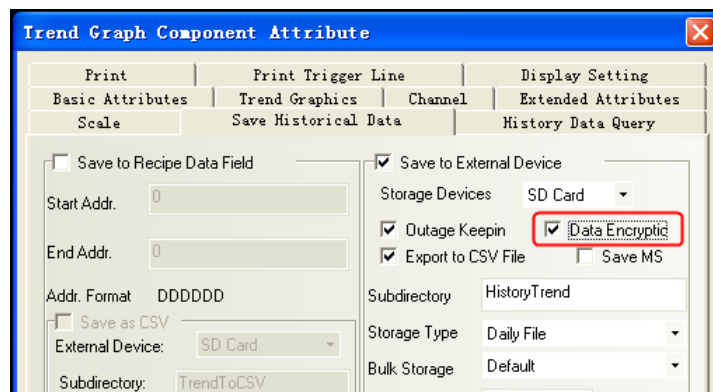 Trend Graph Component Attribute
Print Print Trigger Line Display Setting
Basic Attributes Trend Graphics Channel Extended Attributes
Scale Save Historical Data History Data Query
Save to Recipe Data Field
Start Addr. 0
End Addr. 0
Addr. Format DDDDDD
Save as CSV
External Device: SD Card
Subdirectory: TrendToCSV
Save to External Device
Storage Devices SD Card
Outage Keepin Data Encryptic
Export to CSV File Save MS
Subdirectory HistoryTrend
Storage Type Daily File
Bulk Storage Default